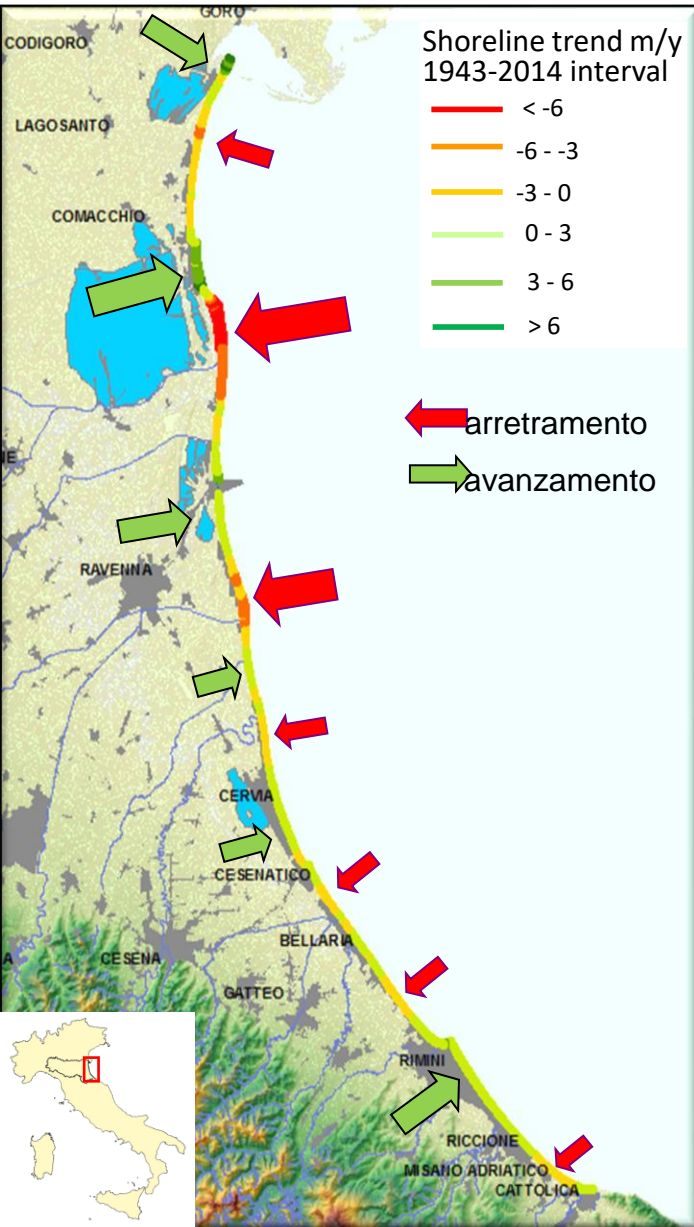 GORO
CODIGORO
Shoreline trend m/y
1943-2014 interval
< -6
-6 - -3
-3 - 0
0 - 3
3 - 6
> 6
LAGOSANTO
COMACCHIO
arretramento
avanzamento
NE
RAVENNA
CERVIA
CESENATICO
BELLARIA
A
CESENA
GATTEO
RIMINI
RICCIONE
MISANO ADRIATICO
CATTOLICA